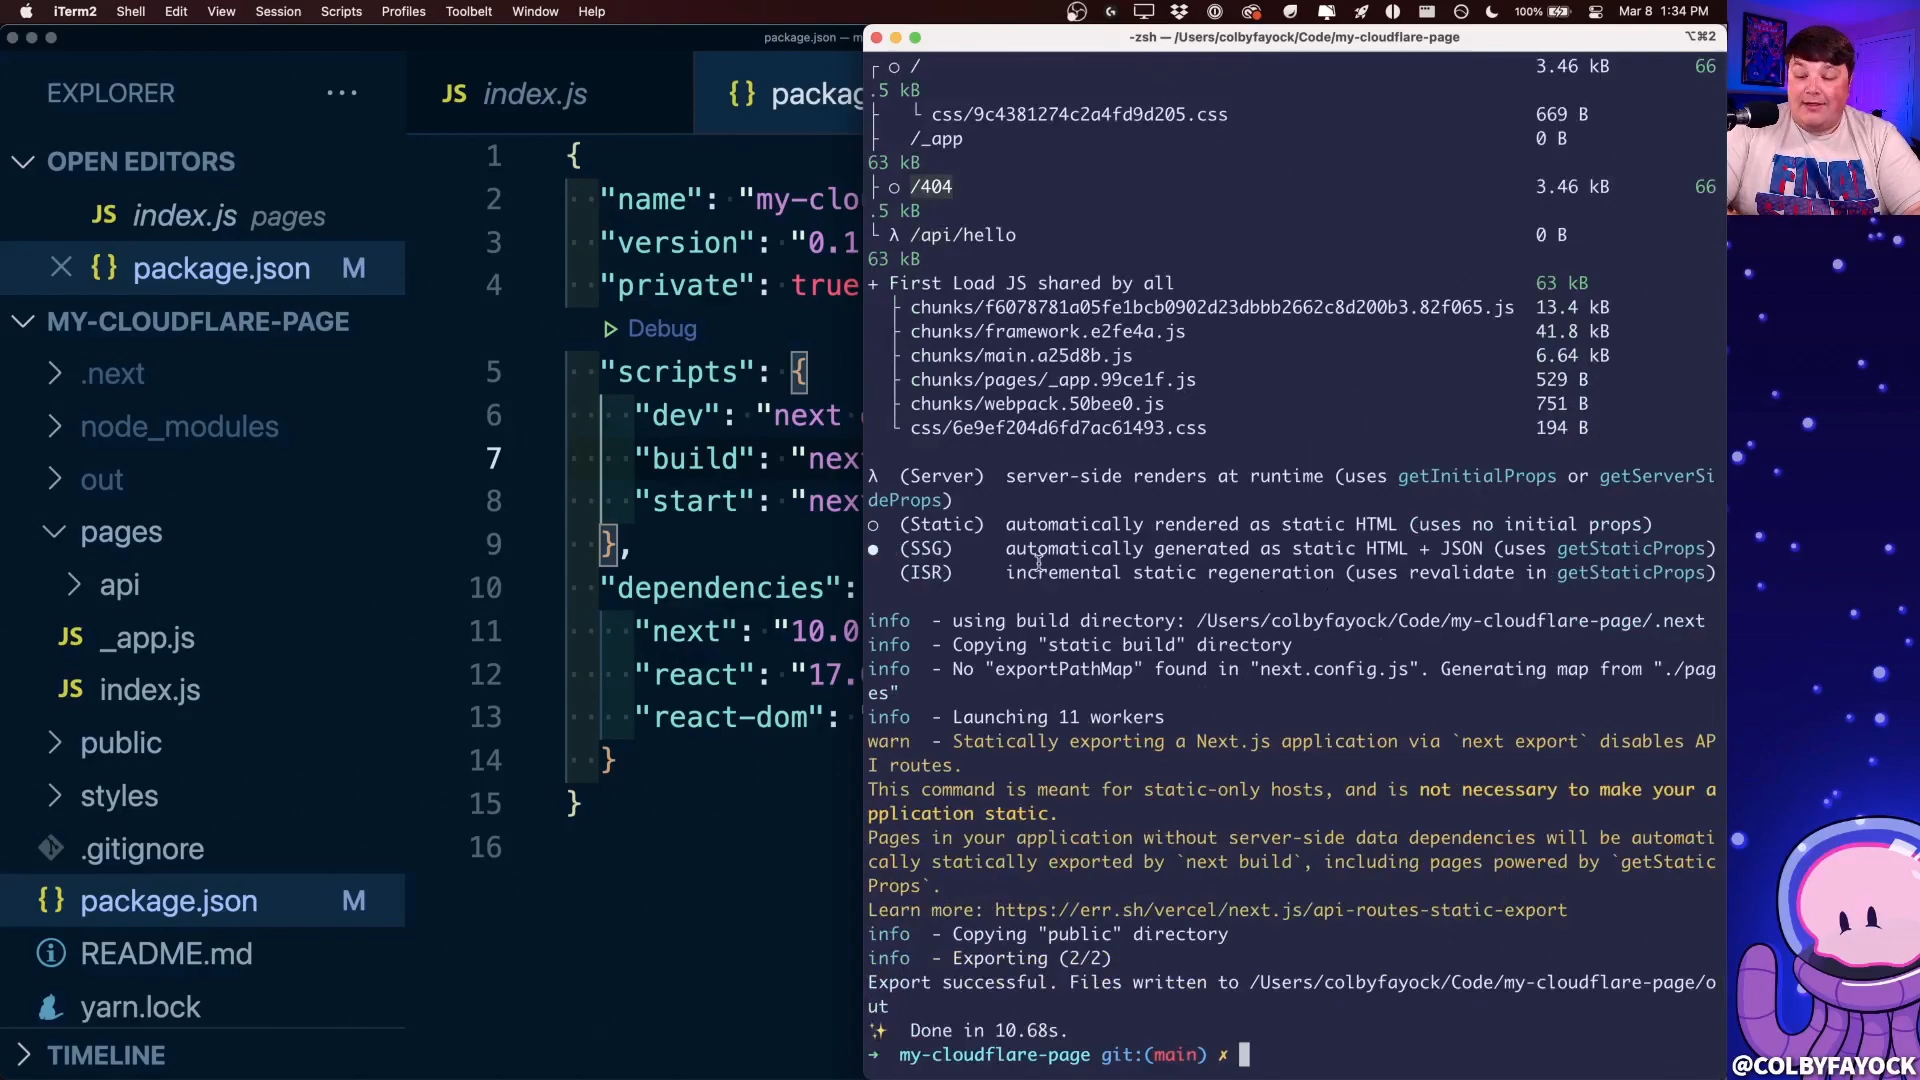 iTerm2 Shell Edit View Session Scripts Profiles Toolbelt Window Help 100% Mar 8 1:34 PM
package.json — m
EXPLORER ···
OPEN EDITORS
JS index.js pages
{} package.json M
MY-CLOUDFLARE-PAGE
.next
node_modules
out
pages
api
JS _app.js
JS index.js
public
styles
.gitignore
{} package.json M
README.md
yarn.lock
TIMELINE
JS index.js {} packag
1 {
2 "name": "my-clo
3 "version": "0.1
4 "private": true
Debug
5 "scripts": {
6 "dev": "next
7 "build": "nex
8 "start": "nex
9 },
10 "dependencies":
11 "next": "10.0
12 "react": "17.
13 "react-dom":
14 }
15 }
16
-zsh — /Users/colbyfayock/Code/my-cloudflare-page ⌥⌘2
┌ ○ / 3.46 kB 66
.5 kB
├ └ css/9c4381274c2a4fd9d205.css 669 B
├ /_app 0 B
63 kB
├ ○ /404 3.46 kB 66
.5 kB
└ λ /api/hello 0 B
63 kB
+ First Load JS shared by all 63 kB
├ chunks/f6078781a05fe1bcb0902d23dbbb2662c8d200b3.82f065.js 13.4 kB
├ chunks/framework.e2fe4a.js 41.8 kB
├ chunks/main.a25d8b.js 6.64 kB
├ chunks/pages/_app.99ce1f.js 529 B
├ chunks/webpack.50bee0.js 751 B
└ css/6e9ef204d6fd7ac61493.css 194 B
λ (Server) server-side renders at runtime (uses getInitialProps or getServerSi
deProps)
○ (Static) automatically rendered as static HTML (uses no initial props)
● (SSG) automatically generated as static HTML + JSON (uses getStaticProps)
(ISR) incremental static regeneration (uses revalidate in getStaticProps)
info - using build directory: /Users/colbyfayock/Code/my-cloudflare-page/.next
info - Copying "static build" directory
info - No "exportPathMap" found in "next.config.js". Generating map from "./pag
es"
info - Launching 11 workers
warn - Statically exporting a Next.js application via `next export` disables AP
I routes.
This command is meant for static-only hosts, and is not necessary to make your a
pplication static.
Pages in your application without server-side data dependencies will be automati
cally statically exported by `next build`, including pages powered by `getStatic
Props`.
Learn more: https://err.sh/vercel/next.js/api-routes-static-export
info - Copying "public" directory
info - Exporting (2/2)
Export successful. Files written to /Users/colbyfayock/Code/my-cloudflare-page/o
ut
✨ Done in 10.68s.
→ my-cloudflare-page git:(main) ✗
FINAL
@COLBYFAYOCK